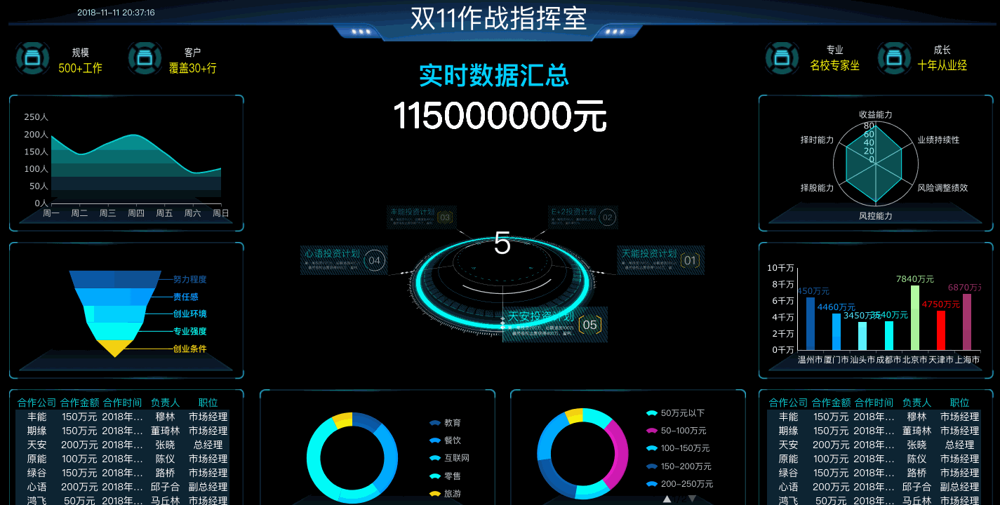 2018-11-11 20:37:16
双11作战指挥室
规模
500+工作
客户
覆盖30+行
专业
名校专家坐
成长
十年从业经
实时数据汇总
115000000元
250人
200人
150人
100人
50人
0人
周一 周二 周三 周四 周五 周六 周日
收益能力
80
60
40
20
0
择时能力
业绩持续性
择股能力
风险调整绩效
风控能力
丰能投资计划
03
E+2投资计划
02
心语投资计划
04
5
天能投资计划
01
天安投资计划
05
努力程度
责任感
创业环境
专业强度
创业条件
10千万
8千万
6千万
4千万
2千万
0千万
450万元
4460万元
3450万元
3540万元
7840万元
4750万元
6870万
温州市 厦门市 汕头市 成都市 北京市 天津市 上海市
合作公司 合作金额 合作时间 负责人 职位
丰能 150万元 2018年… 穆林 市场经理
期缘 150万元 2018年… 董琦林 市场经理
天安 200万元 2018年… 张晓 总经理
原能 100万元 2018年… 陈仪 市场经理
绿谷 150万元 2018年… 路桥 市场经理
心语 200万元 2018年… 邱子合 副总经理
鸿飞 50万元 2018年… 马丘林 市场经理
教育
餐饮
互联网
零售
旅游
50万元以下
50-100万元
100-150万元
150-200万元
200-250万元
1/2
合作公司 合作金额 合作时间 负责人 职位
丰能 150万元 2018年… 穆林 市场经理
期缘 150万元 2018年… 董琦林 市场经理
天安 200万元 2018年… 张晓 总经理
原能 100万元 2018年… 陈仪 市场经理
绿谷 150万元 2018年… 路桥 市场经理
心语 200万元 2018年… 邱子合 副总经理
鸿飞 50万元 2018年… 马丘林 市场经理